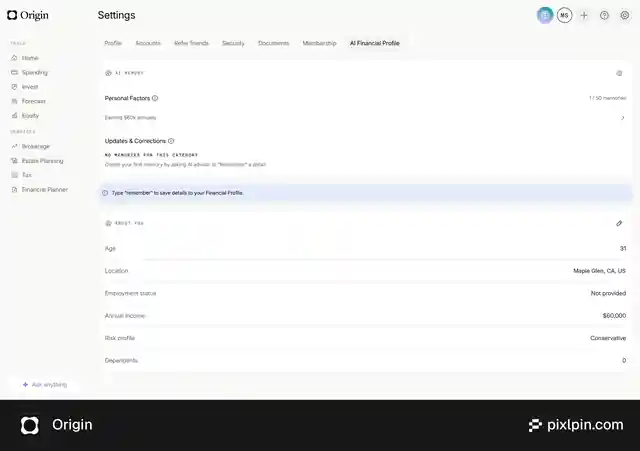 Origin
Settings
MS
Profile
Accounts
Refer friends
Security
Documents
Membership
AI Financial Profile
TOOLS
Home
Spending
Invest
Forecast
Equity
SERVICES
Brokerage
Estate Planning
Tax
Financial Planner
AI MEMORY
Personal Factors
1 / 50 memories
Earning $60k annually
Updates & Corrections
NO MEMORIES FOR THIS CATEGORY
Create your first memory by asking AI advisor to "Remember" a detail
Type "remember" to save details to your Financial Profile.
ABOUT YOU
Age
31
Location
Maple Glen, CA, US
Employment status
Not provided
Annual income
$60,000
Risk profile
Conservative
Dependents
0
Ask anything
Origin
pixlpin.com